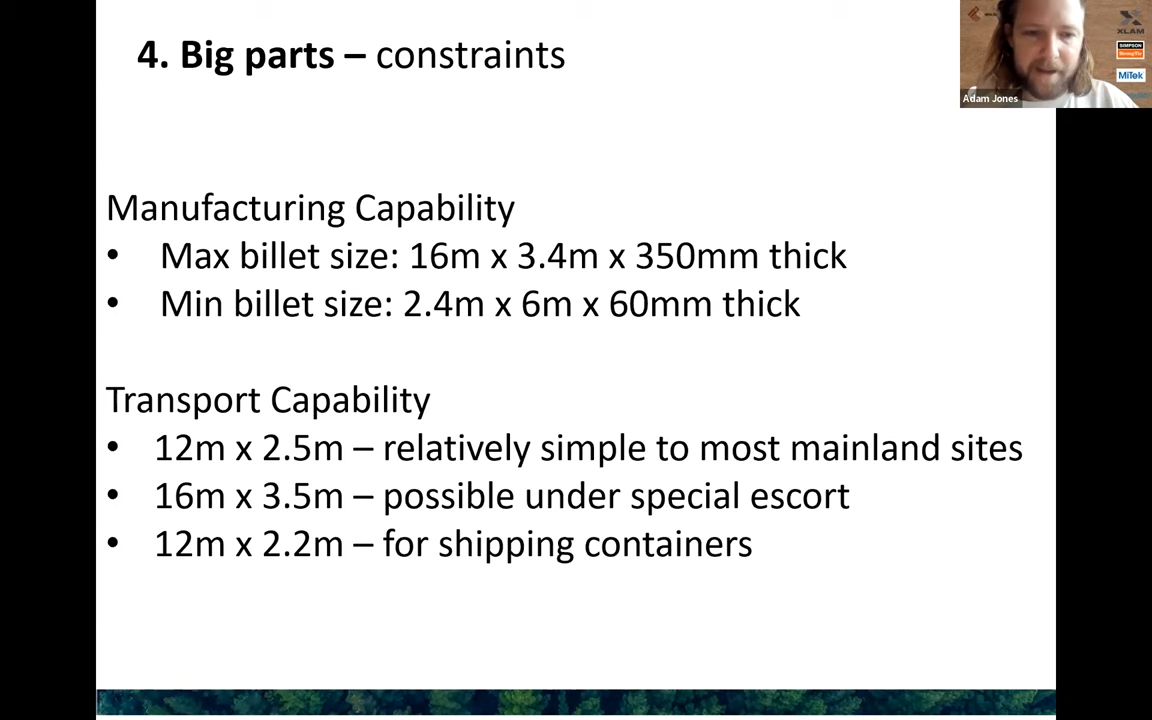 4. Big parts – constraints
Manufacturing Capability
• Max billet size: 16m x 3.4m x 350mm thick
• Min billet size: 2.4m x 6m x 60mm thick
Transport Capability
• 12m x 2.5m – relatively simple to most mainland sites
• 16m x 3.5m – possible under special escort
• 12m x 2.2m – for shipping containers
XLAM
SIMPSON
Strong-Tie
MiTek
Adam Jones